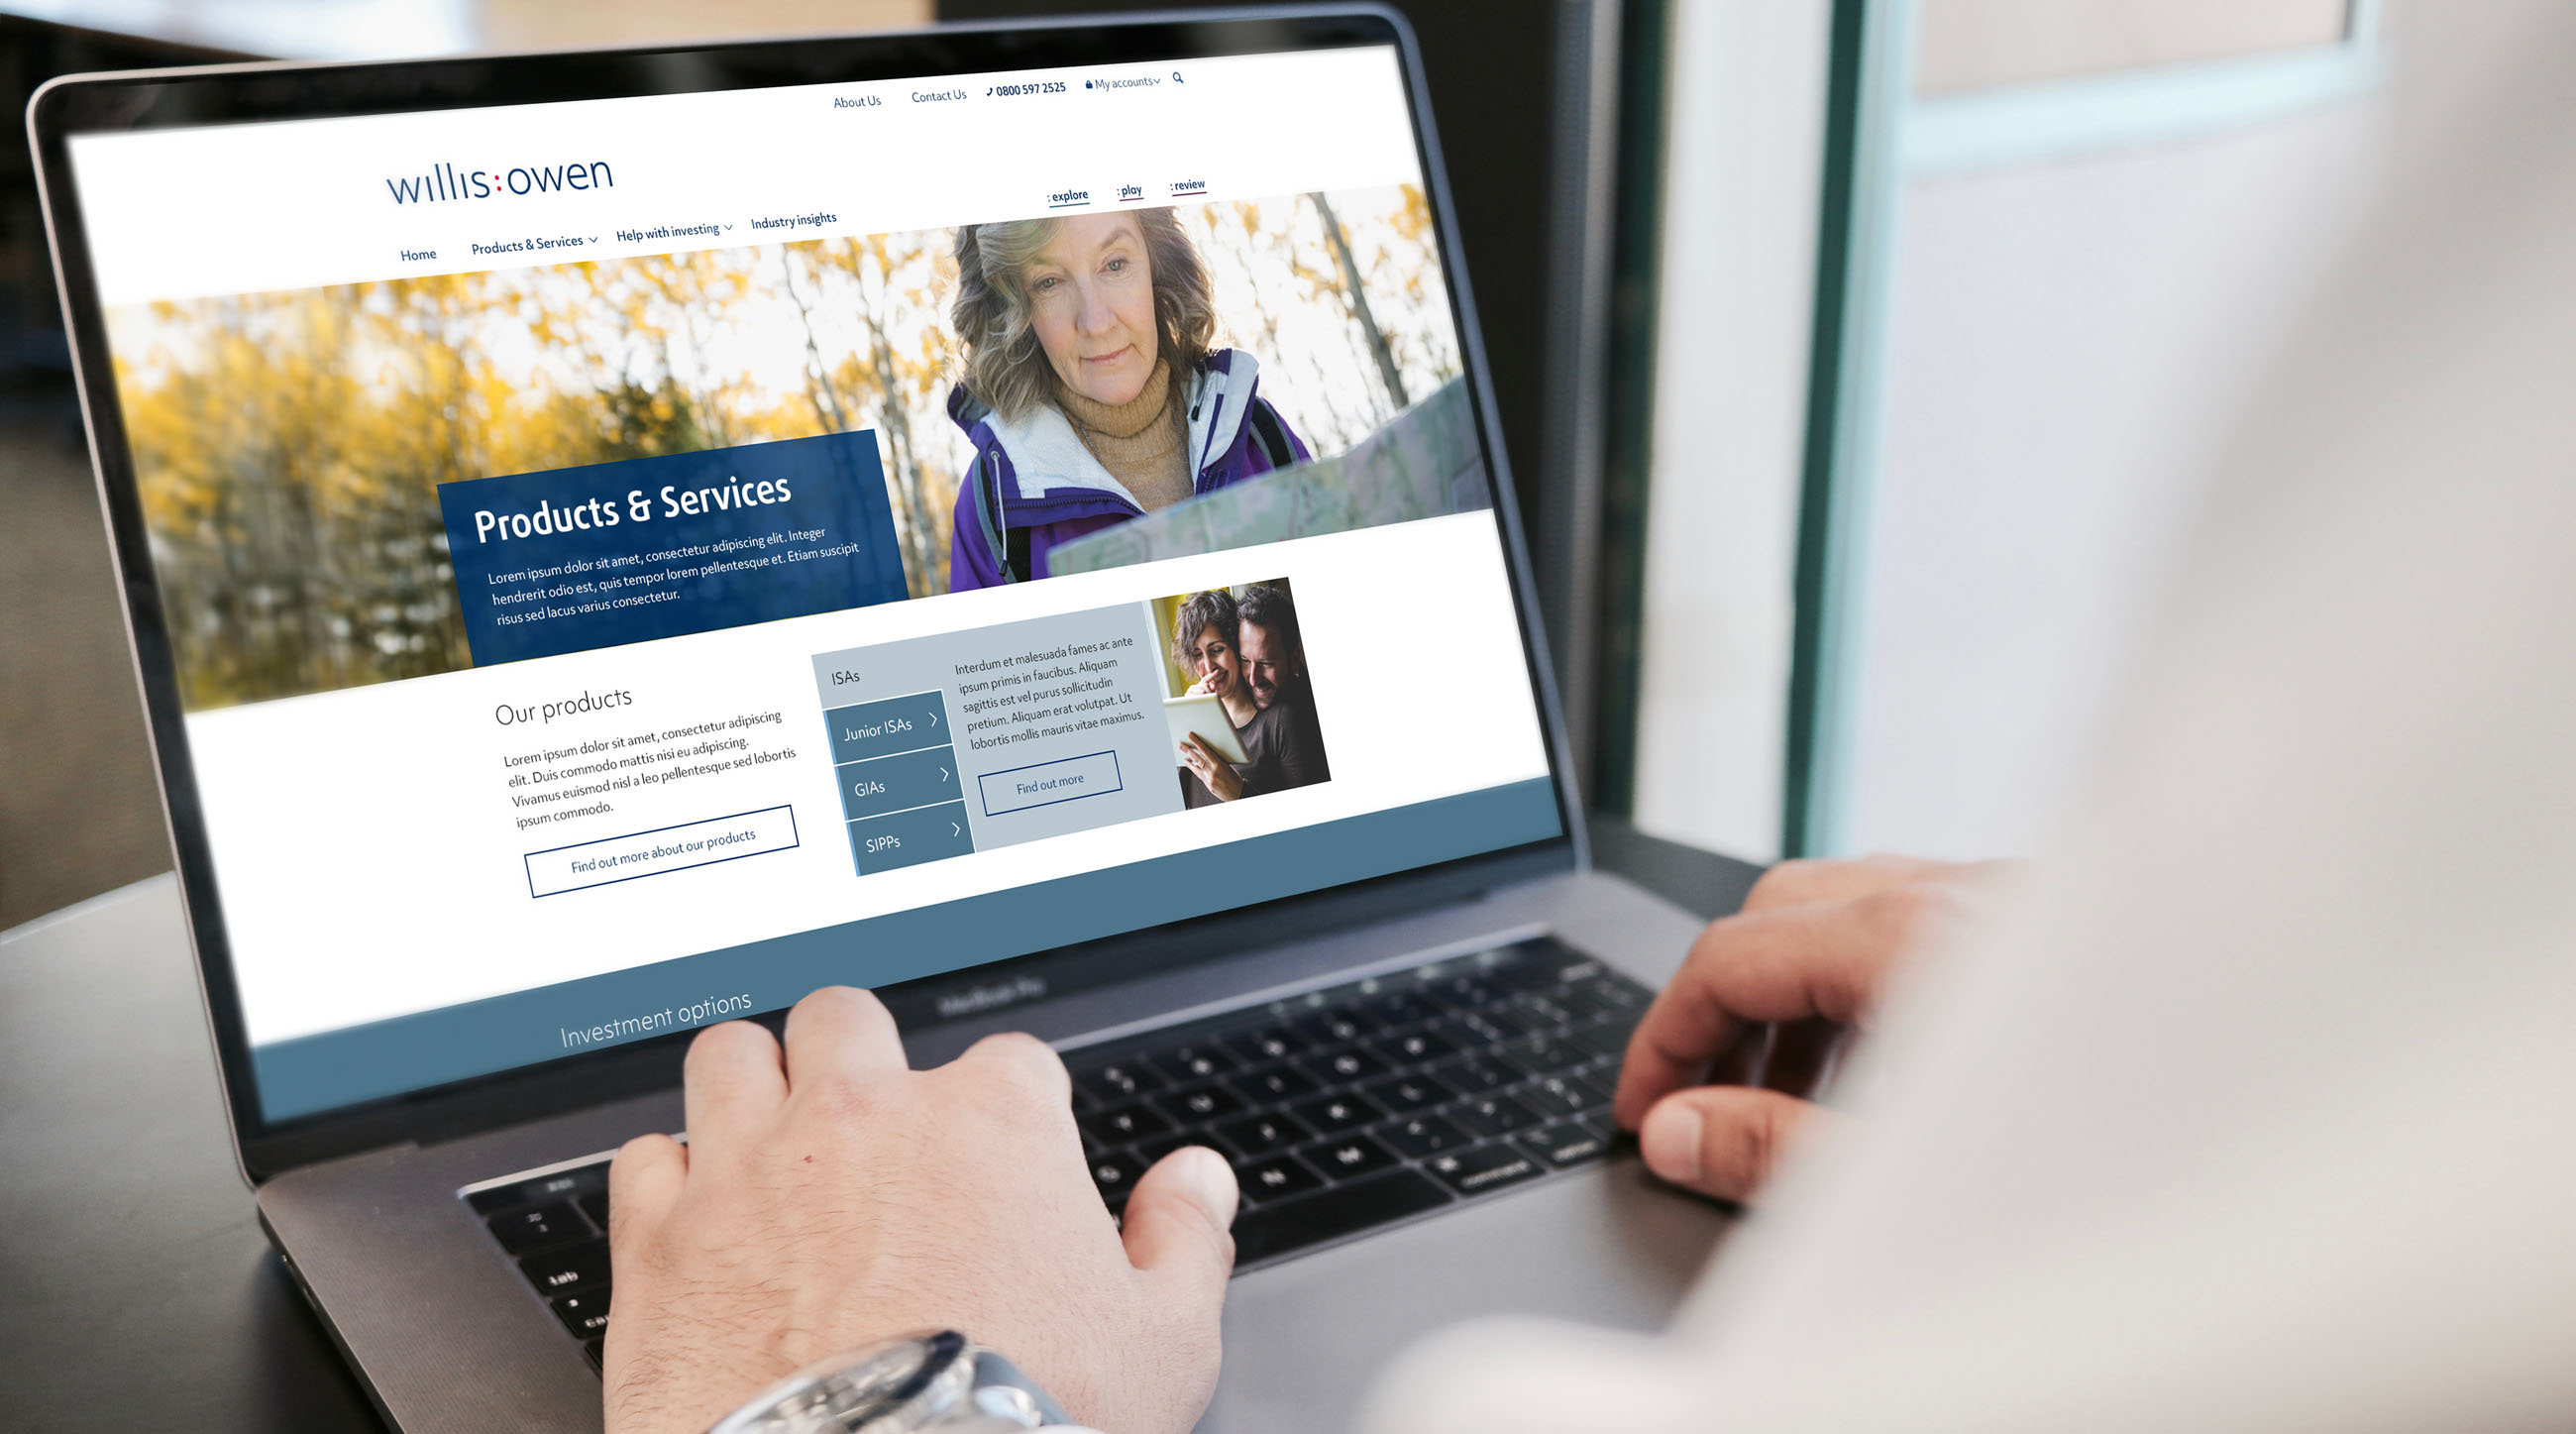 About Us
Contact Us
0800 597 2525
My accounts
willis:owen
: explore
: play
: review
Home
Products & Services
Help with investing
Industry insights
Products & Services
Lorem ipsum dolor sit amet, consectetur adipiscing elit. Integer
hendrerit odio est, quis tempor lorem pellentesque et. Etiam suscipit
risus sed lacus varius consectetur.
Our products
Lorem ipsum dolor sit amet, consectetur adipiscing
elit. Duis commodo mattis nisi eu adipiscing.
Vivamus euismod nisl a leo pellentesque sed lobortis
ipsum commodo.
Find out more about our products
ISAs
Junior ISAs
GIAs
SIPPs
Interdum et malesuada fames ac ante
ipsum primis in faucibus. Aliquam
sagittis est vel purus sollicitudin
pretium. Aliquam erat volutpat. Ut
lobortis mollis mauris vitae maximus.
Find out more
Investment options
MacBook Pro
tab
command